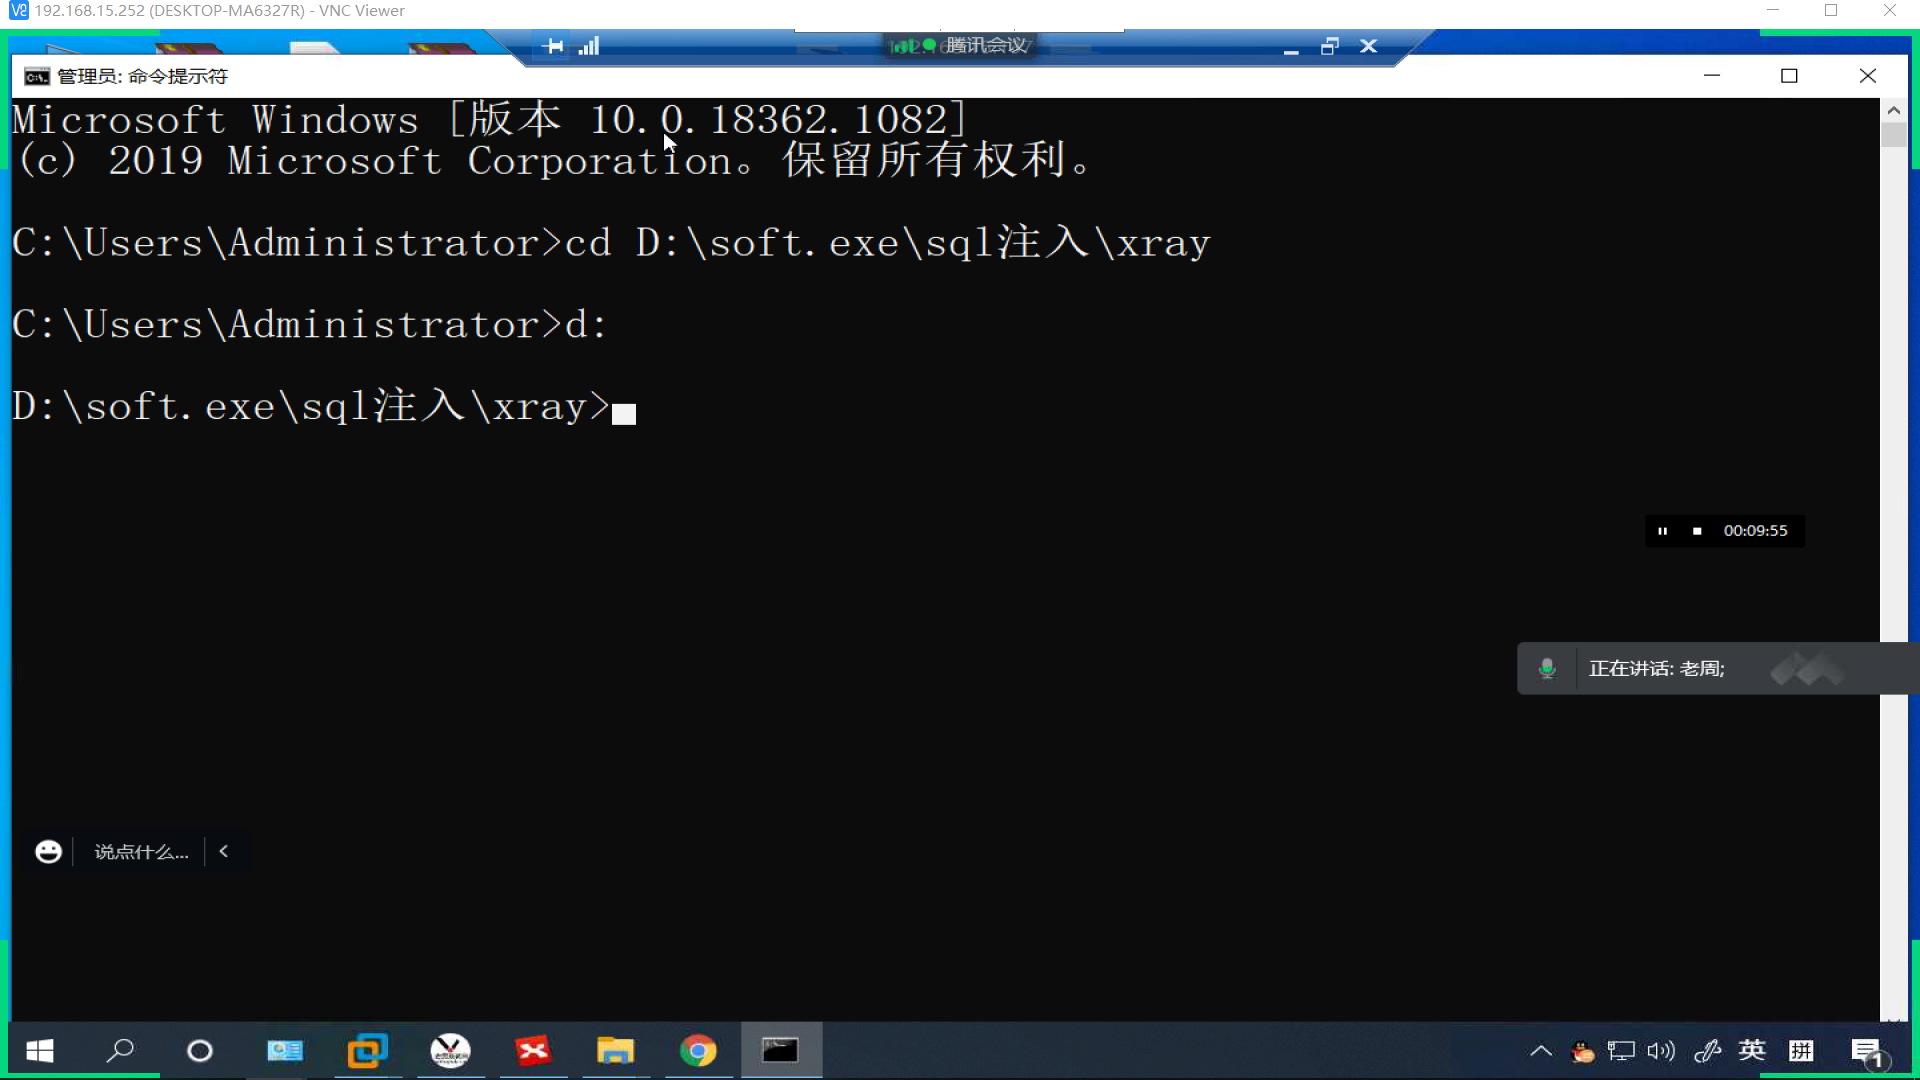 192.168.15.252 (DESKTOP-MA6327R) - VNC Viewer
腾讯会议
管理员: 命令提示符
Microsoft Windows [版本 10.0.18362.1082]
(c) 2019 Microsoft Corporation。保留所有权利。
C:\Users\Administrator>cd D:\soft.exe\sql注入\xray
C:\Users\Administrator>d:
D:\soft.exe\sql注入\xray>
00:09:55
正在讲话: 老周;
说点什么...
英
拼
1